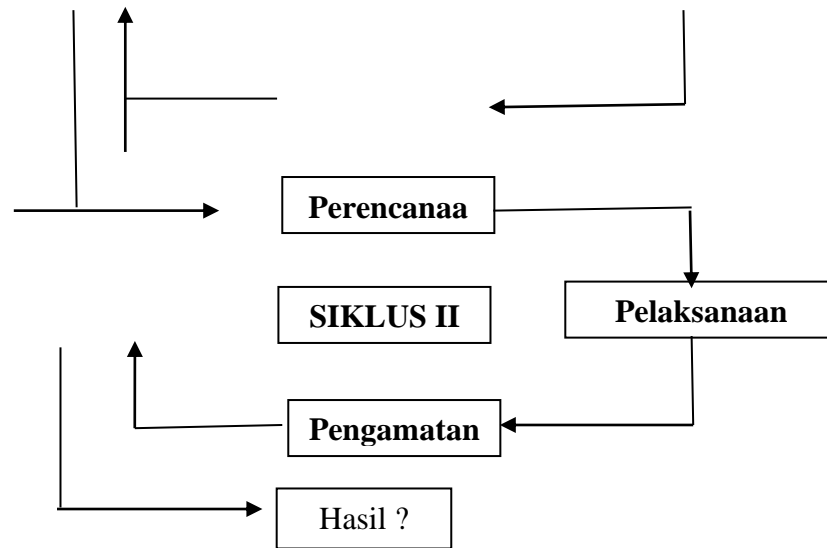 Perencanaa
SIKLUS II
Pelaksanaan
Pengamatan
Hasil ?